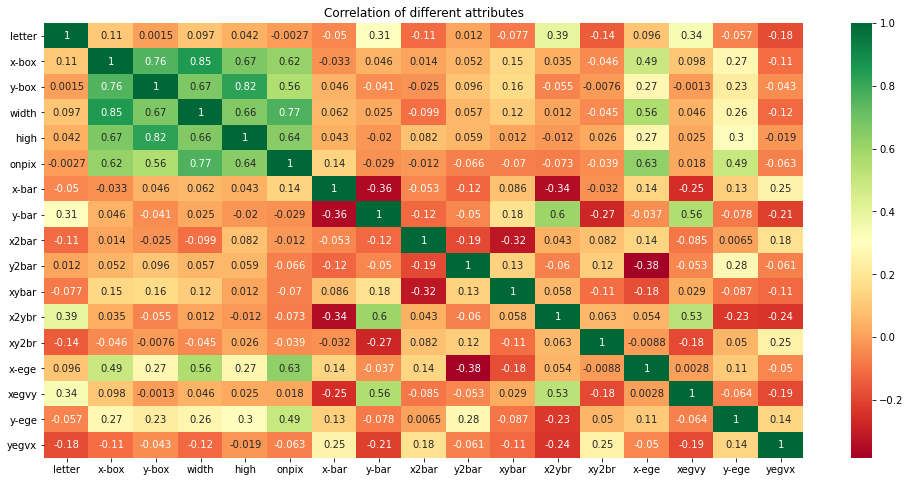 Correlation of different attributes
letter 1 0.11 0.0015 0.097 0.042 -0.0027 -0.05 0.31 -0.11 0.012 -0.077 0.39 -0.14 0.096 0.34 -0.057 -0.18
x-box 0.11 1 0.76 0.85 0.67 0.62 -0.033 0.046 0.014 0.052 0.15 0.035 -0.046 0.49 0.098 0.27 -0.11
y-box 0.0015 0.76 1 0.67 0.82 0.56 0.046 -0.041 -0.025 0.096 0.16 -0.055 -0.0076 0.27 -0.0013 0.23 -0.043
width 0.097 0.85 0.67 1 0.66 0.77 0.062 0.025 -0.099 0.057 0.12 0.012 -0.045 0.56 0.046 0.26 -0.12
high 0.042 0.67 0.82 0.66 1 0.64 0.043 -0.02 0.082 0.059 0.012 -0.012 0.026 0.27 0.025 0.3 -0.019
onpix -0.0027 0.62 0.56 0.77 0.64 1 0.14 -0.029 -0.012 -0.066 -0.07 -0.073 -0.039 0.63 0.018 0.49 -0.063
x-bar -0.05 -0.033 0.046 0.062 0.043 0.14 1 -0.36 -0.053 -0.12 0.086 -0.34 -0.032 0.14 -0.25 0.13 0.25
y-bar 0.31 0.046 -0.041 0.025 -0.02 -0.029 -0.36 1 -0.12 -0.05 0.18 0.6 -0.27 -0.037 0.56 -0.078 -0.21
x2bar -0.11 0.014 -0.025 -0.099 0.082 -0.012 -0.053 -0.12 1 -0.19 -0.32 0.043 0.082 0.14 -0.085 0.0065 0.18
y2bar 0.012 0.052 0.096 0.057 0.059 -0.066 -0.12 -0.05 -0.19 1 0.13 -0.06 0.12 -0.38 -0.053 0.28 -0.061
xybar -0.077 0.15 0.16 0.12 0.012 -0.07 0.086 0.18 -0.32 0.13 1 0.058 -0.11 -0.18 0.029 -0.087 -0.11
x2ybr 0.39 0.035 -0.055 0.012 -0.012 -0.073 -0.34 0.6 0.043 -0.06 0.058 1 0.063 0.054 0.53 -0.23 -0.24
xy2br -0.14 -0.046 -0.0076 -0.045 0.026 -0.039 -0.032 -0.27 0.082 0.12 -0.11 0.063 1 -0.0088 -0.18 0.05 0.25
x-ege 0.096 0.49 0.27 0.56 0.27 0.63 0.14 -0.037 0.14 -0.38 -0.18 0.054 -0.0088 1 0.0028 0.11 -0.05
xegvy 0.34 0.098 -0.0013 0.046 0.025 0.018 -0.25 0.56 -0.085 -0.053 0.029 0.53 -0.18 0.0028 1 -0.064 -0.19
y-ege -0.057 0.27 0.23 0.26 0.3 0.49 0.13 -0.078 0.0065 0.28 -0.087 -0.23 0.05 0.11 -0.064 1 0.14
yegvx -0.18 -0.11 -0.043 -0.12 -0.019 -0.063 0.25 -0.21 0.18 -0.061 -0.11 -0.24 0.25 -0.05 -0.19 0.14 1
letter x-box y-box width high onpix x-bar y-bar x2bar y2bar xybar x2ybr xy2br x-ege xegvy y-ege yegvx
1.0
0.8
0.6
0.4
0.2
0.0
-0.2